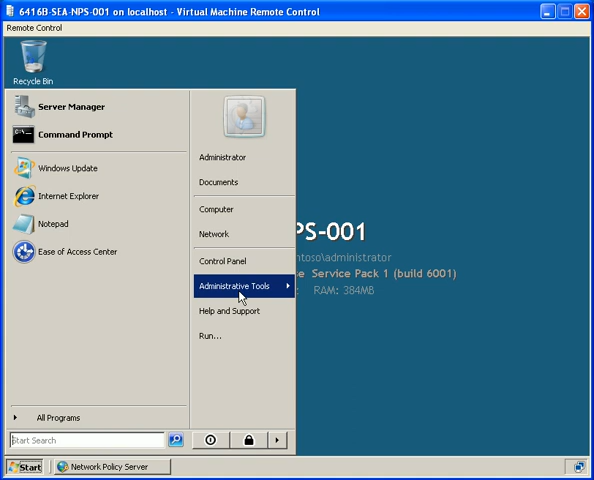 6416B-SEA-NPS-001 on localhost - Virtual Machine Remote Control
Remote Control
Recycle Bin
Server Manager
Command Prompt
Windows Update
Internet Explorer
Notepad
Ease of Access Center
All Programs
Start Search
Administrator
Documents
Computer
Network
Control Panel
Administrative Tools
Help and Support
Run...
PS-001
ntoso\administrator
se Service Pack 1 (build 6001)
RAM: 384MB
Start
Network Policy Server